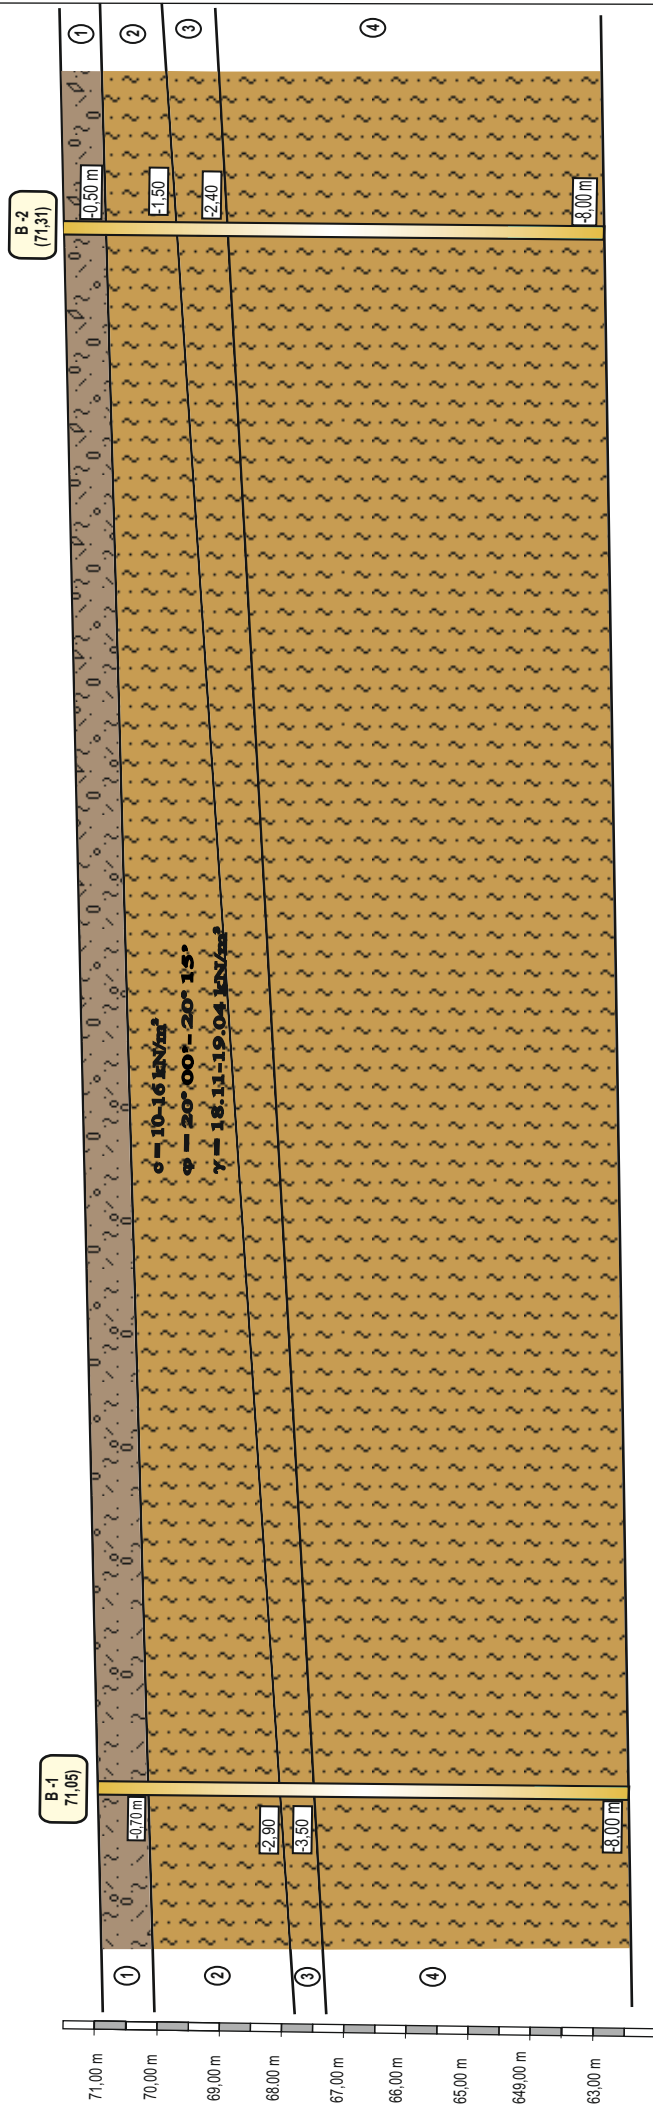 B -1
71,05)
B -2
(71,31)
-0,70 m
-2,90
-3,50
-8,00 m
-0,50 m
-1,50
-2,40
-8,00 m
1
2
3
4
1
2
3
4
c = 10-16 kN/m²
φ = 20° 00°- 20° 15°
γ = 18.11-19.04 kN/m³
71,00 m
70,00 m
69,00 m
68.00 m
67,00 m
66,00 m
65,00 m
649,00 m
63,00 m